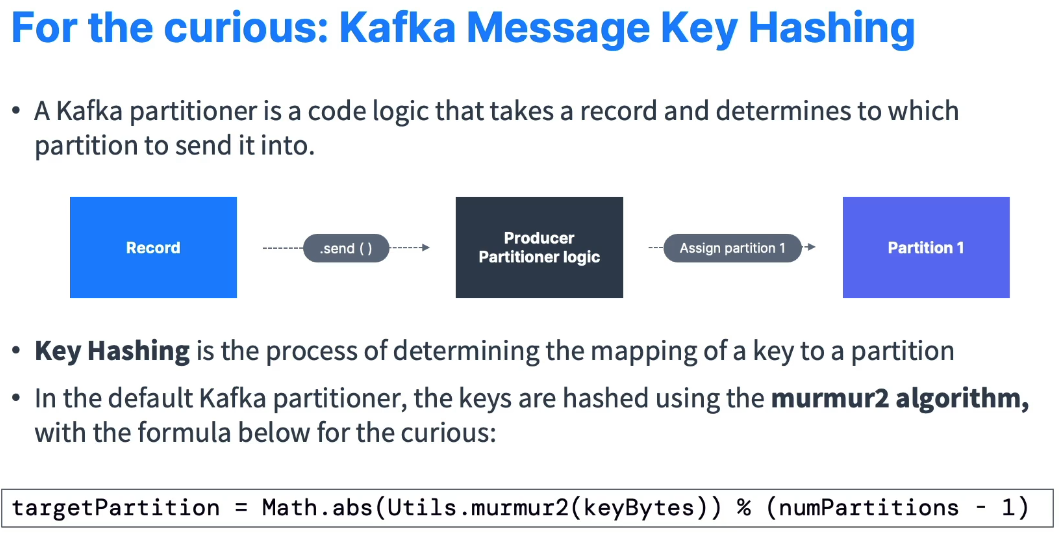 For the curious: Kafka Message Key Hashing
• A Kafka partitioner is a code logic that takes a record and determines to which
partition to send it into.
Record
.send ( )
Producer
Partitioner logic
Assign partition 1
Partition 1
• Key Hashing is the process of determining the mapping of a key to a partition
• In the default Kafka partitioner, the keys are hashed using the murmur2 algorithm,
with the formula below for the curious:
targetPartition = Math.abs(Utils.murmur2(keyBytes)) % (numPartitions - 1)